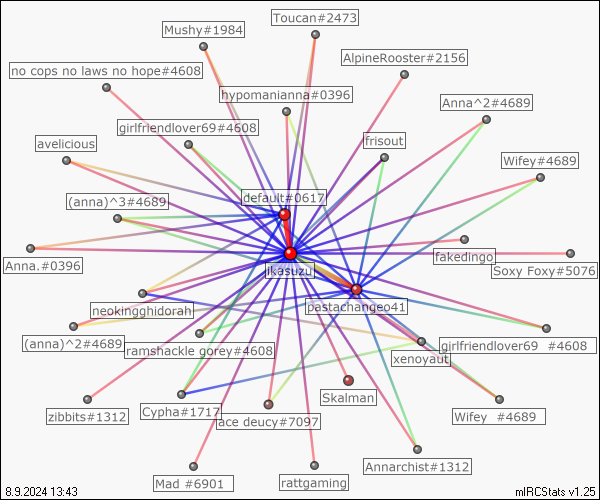 Toucan#2473
Mushy#1984
AlpineRooster#2156
no cops no laws no hope#4608
hypomanianna#0396
Anna^2#4689
girlfriendlover69#4608
frisout
avelicious
Wifey#4689
default#0617
(anna)^3#4689
fakedingo
Anna.#0396
Soxy Foxy#5076
ikasuzu
neokingghidorah
pastachangeo41
(anna)^2#4689
ramshackle gorey#4608
girlfriendlover69 #4608
xenoyaut
Skalman
zibbits#1312
Cypha#1717
ace deucy#7097
Wifey #4689
Annarchist#1312
Mad #6901
rattgaming
8.9.2024 13:43
mIRCStats v1.25